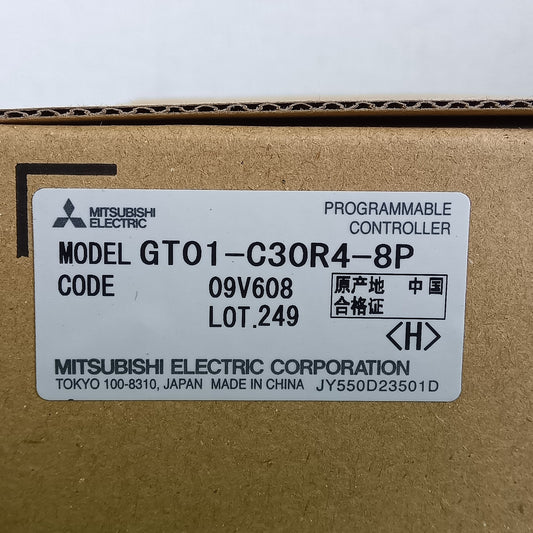 MITSUBISHI
ELECTRIC
PROGRAMMABLE
CONTROLLER
MODEL GT01-C30R4-8P
CODE 09V608
LOT.249
原产地 中国
合格证
<H>
MITSUBISHI ELECTRIC CORPORATION
TOKYO 100-8310, JAPAN MADE IN CHINA JY550D23501D